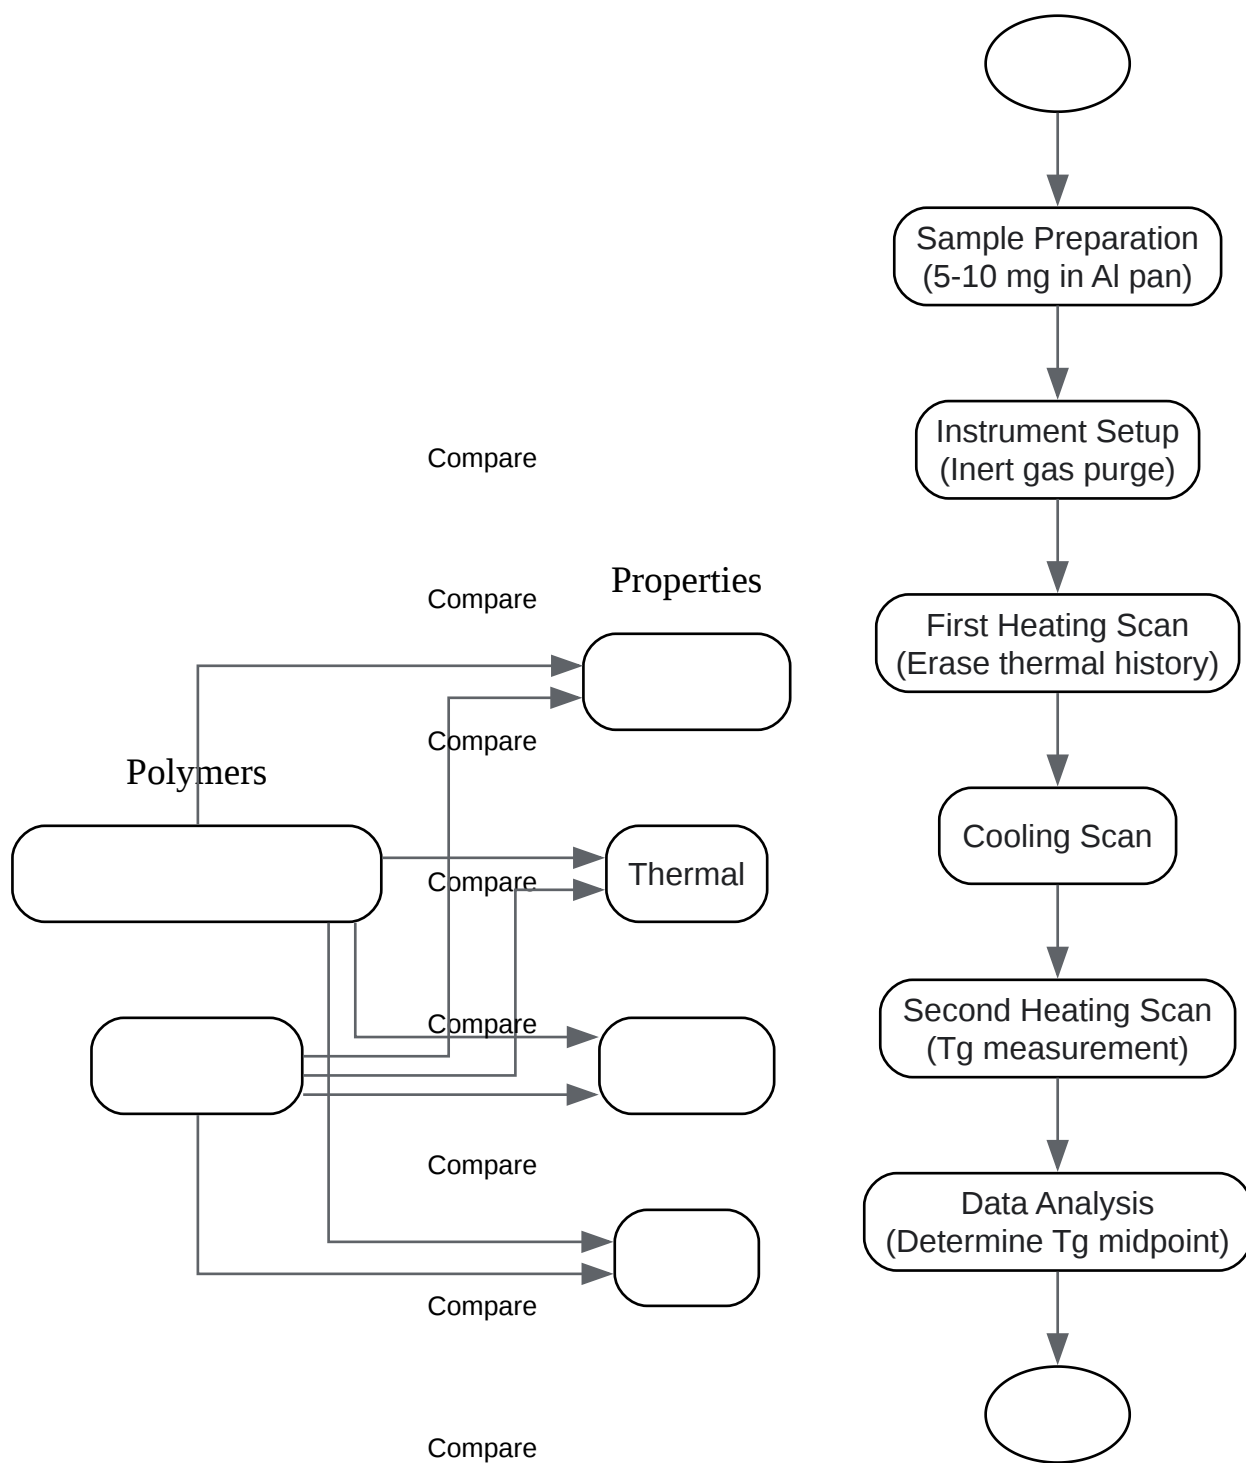 Compare
Compare
Properties
Compare
Polymers
Compare
Thermal
Compare
Compare
Compare
Compare
Sample Preparation
(5-10 mg in Al pan)
Instrument Setup
(Inert gas purge)
First Heating Scan
(Erase thermal history)
Cooling Scan
Second Heating Scan
(Tg measurement)
Data Analysis
(Determine Tg midpoint)